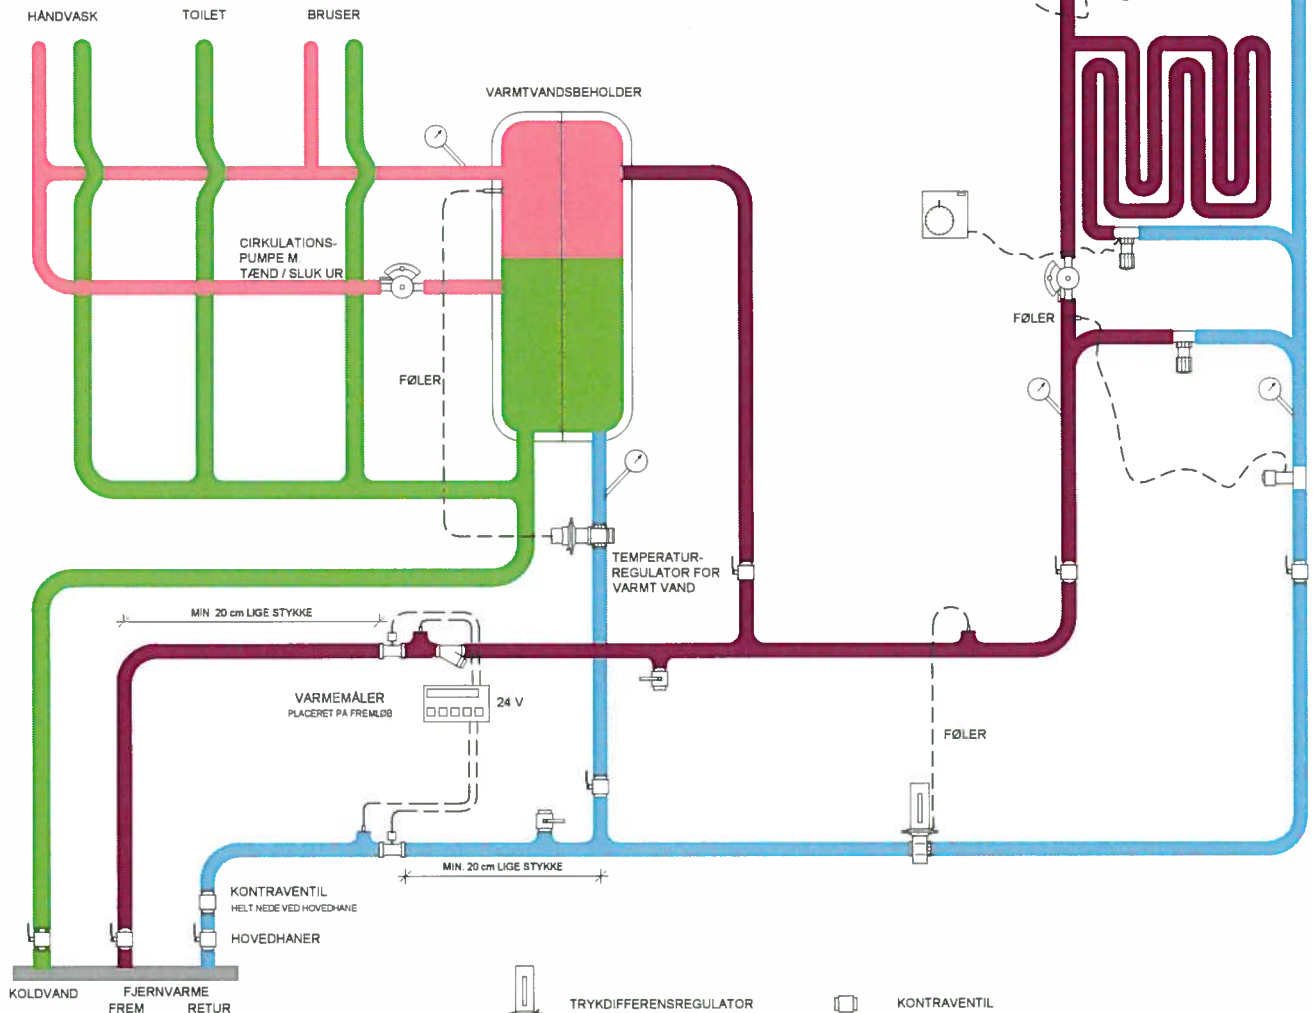 HÅNDVASK
TOILET
BRUSER
VARMTVANDSBEHOLDER
CIRKULATIONS-
PUMPE M.
TÆND / SLUK UR
FØLER
FØLER
TEMPERATUR-
REGULATOR FOR
VARMT VAND
MIN. 20 cm LIGE STYKKE
VARMEMÅLER
PLACERET PÅ FREMLØB
24 V
FØLER
MIN. 20 cm LIGE STYKKE
KONTRAVENTIL
HELT NEDE VED HOVEDHANE
HOVEDHANER
KOLDVAND
FJERNVARME
FREM
RETUR
TRYKDIFFERENSREGULATOR
KONTRAVENTIL